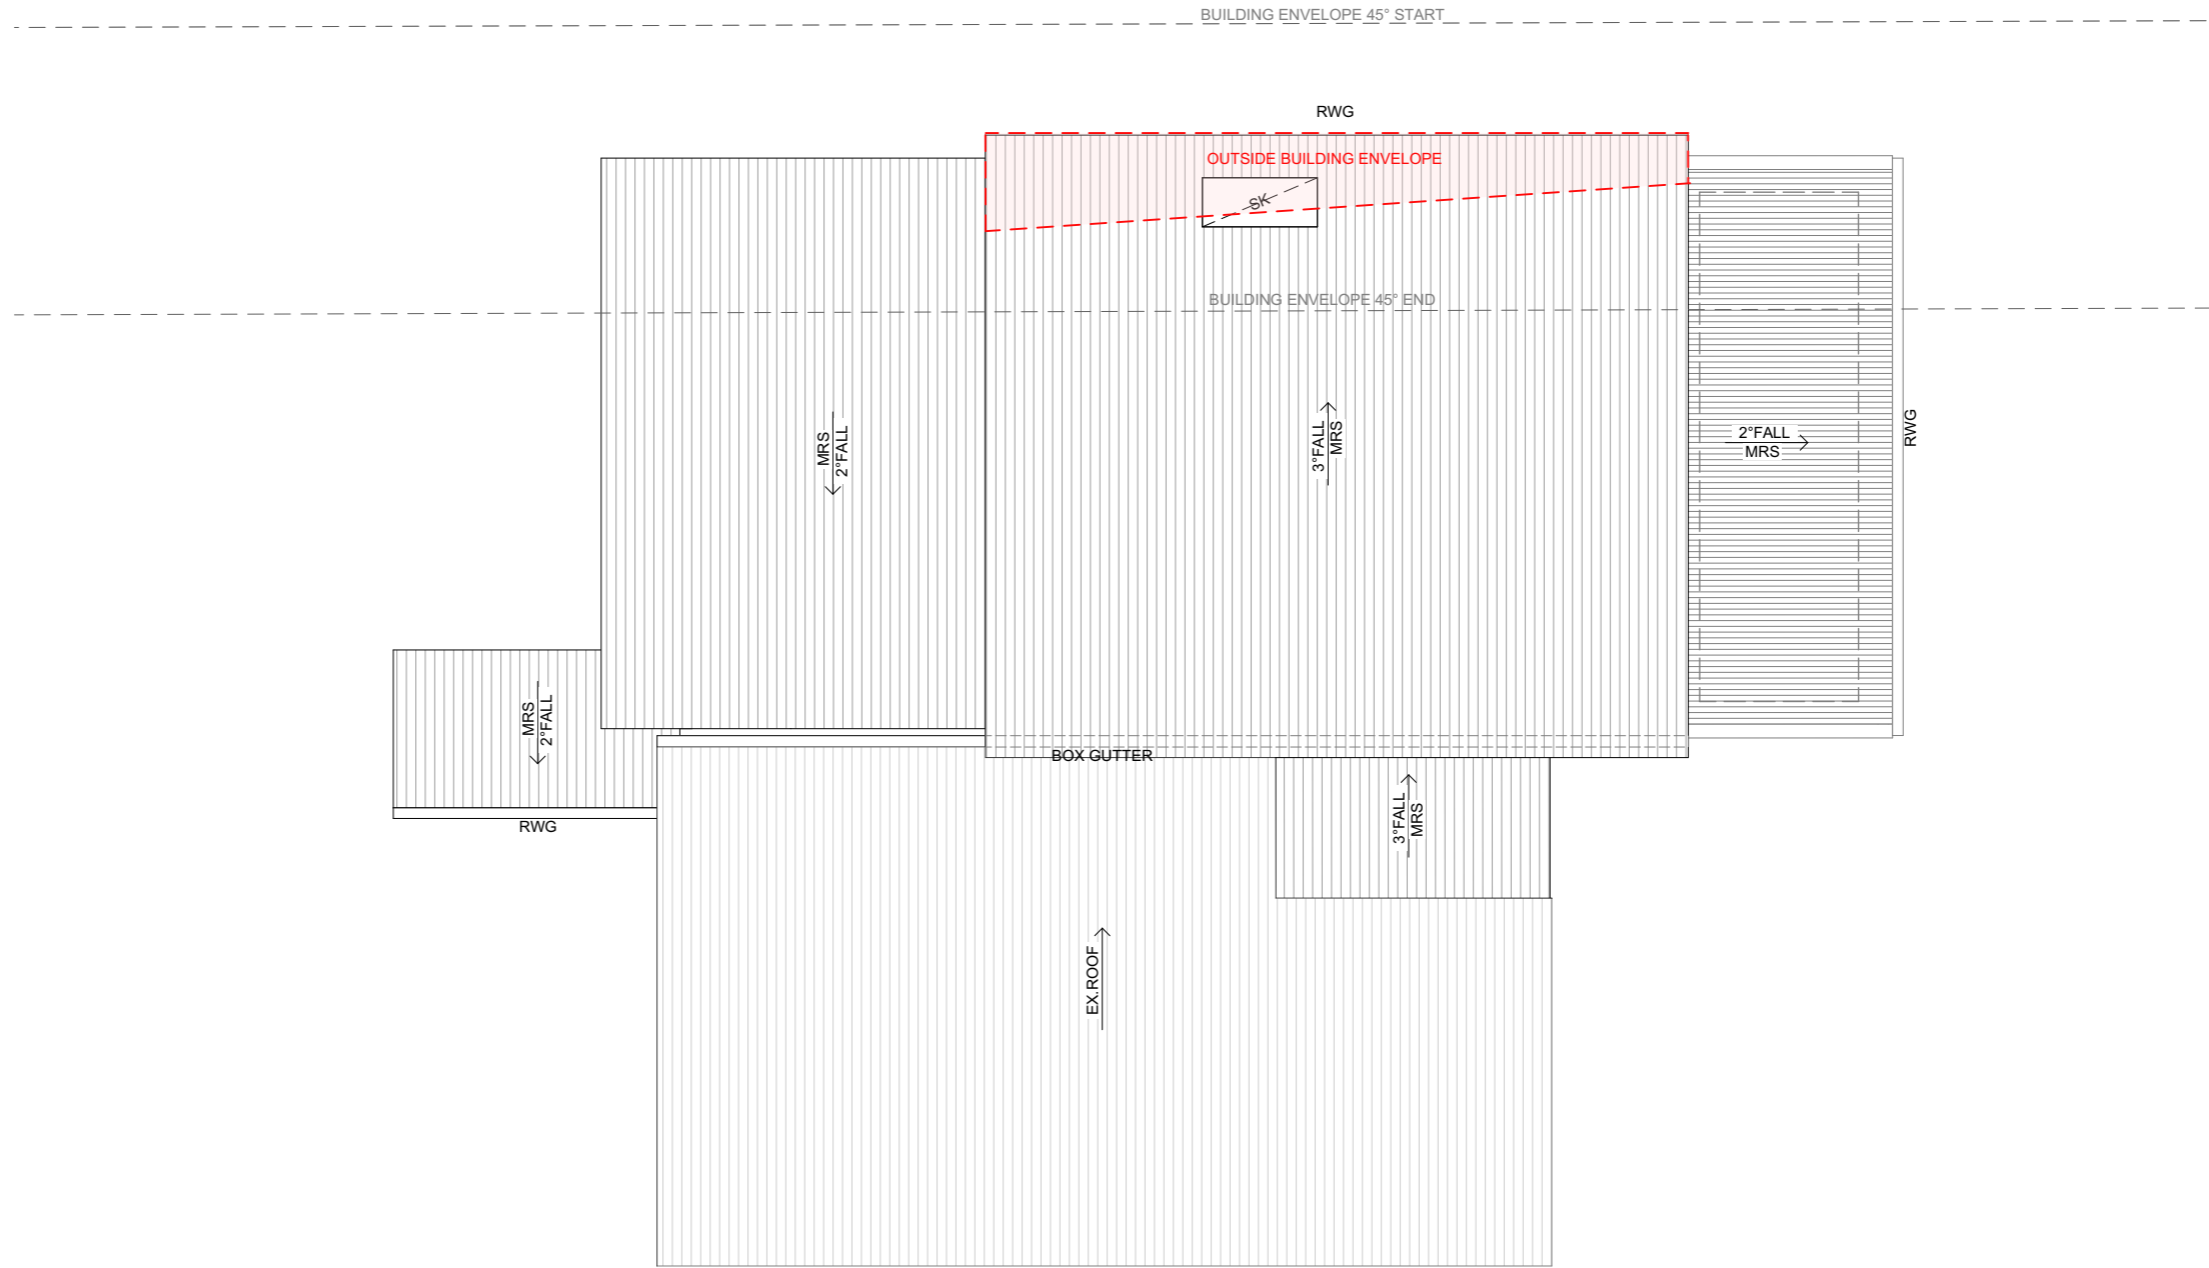 BUILDING ENVELOPE 45° START
RWG
OUTSIDE BUILDING ENVELOPE
SK
BUILDING ENVELOPE 45° END
MRS
2°FALL
3°FALL
MRS
2°FALL
MRS
RWG
MRS
2°FALL
RWG
BOX GUTTER
3°FALL
MRS
EX.ROOF